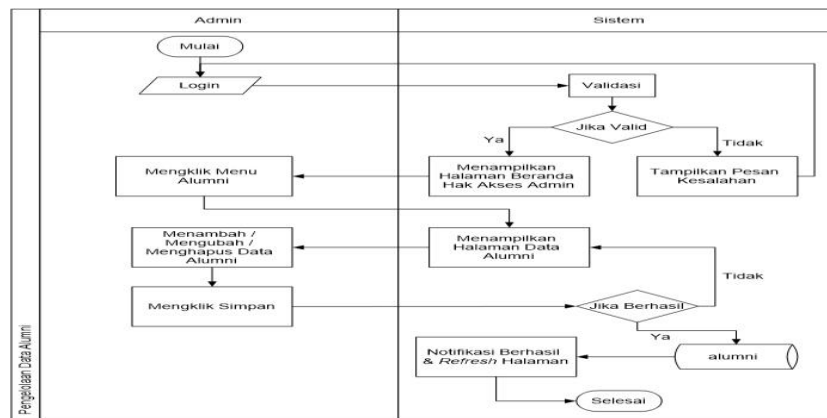 Admin
Sistem
Mulai
Login
Validasi
Jika Valid
Ya
Tidak
Mengklik Menu
Alumni
Menampilkan
Halaman Beranda
Hak Akses Admin
Tampilkan Pesan
Kesalahan
Menambah /
Mengubah /
Menghapus Data
Alumni
Menampilkan
Halaman Data
Alumni
Tidak
Mengklik Simpan
Jika Berhasil
Ya
Notifikasi Berhasil
& Refresh Halaman
alumni
Selesai
Pengelolaan Data Alumni